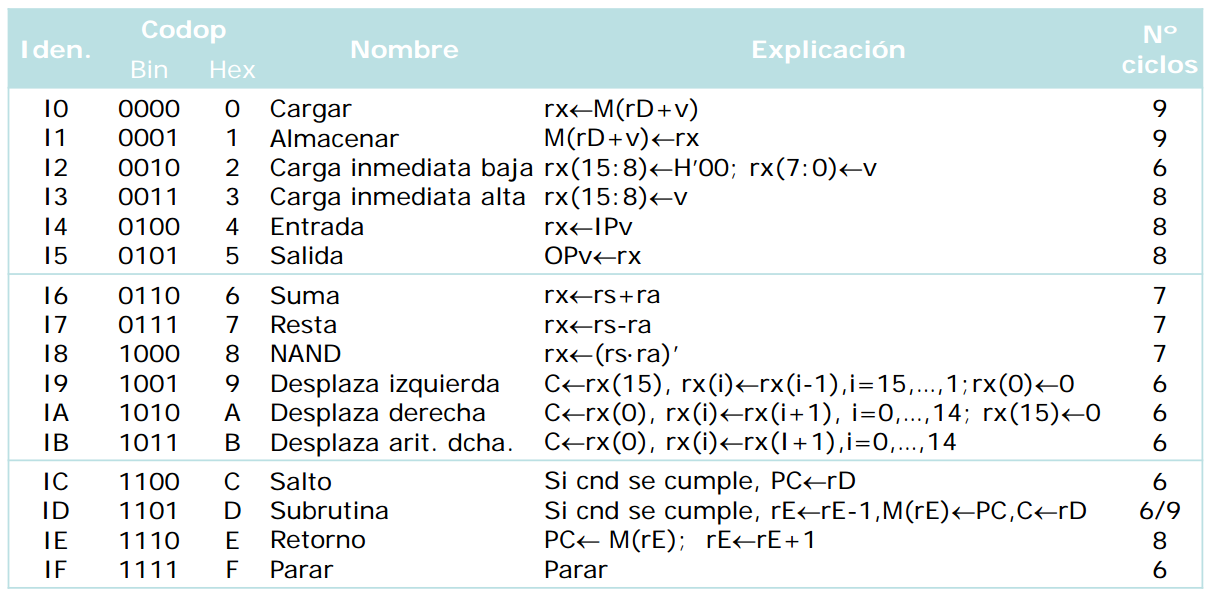 Iden. Codop Nombre Explicación Nº ciclos
Bin Hex
I0 0000 0 Cargar rx←M(rD+v) 9
I1 0001 1 Almacenar M(rD+v)←rx 9
I2 0010 2 Carga inmediata baja rx(15:8)←H'00; rx(7:0)←v 6
I3 0011 3 Carga inmediata alta rx(15:8)←v 8
I4 0100 4 Entrada rx←IPv 8
I5 0101 5 Salida OPv←rx 8
I6 0110 6 Suma rx←rs+ra 7
I7 0111 7 Resta rx←rs-ra 7
I8 1000 8 NAND rx←(rs·ra)' 7
I9 1001 9 Desplaza izquierda C←rx(15), rx(i)←rx(i-1),i=15,…,1;rx(0)←0 6
IA 1010 A Desplaza derecha C←rx(0), rx(i)←rx(i+1), i=0,…,14; rx(15)←0 6
IB 1011 B Desplaza arit. dcha. C←rx(0), rx(i)←rx(I+1),i=0,…,14 6
IC 1100 C Salto Si cnd se cumple, PC←rD 6
ID 1101 D Subrutina Si cnd se cumple, rE←rE-1,M(rE)←PC,C←rD 6/9
IE 1110 E Retorno PC← M(rE); rE←rE+1 8
IF 1111 F Parar Parar 6